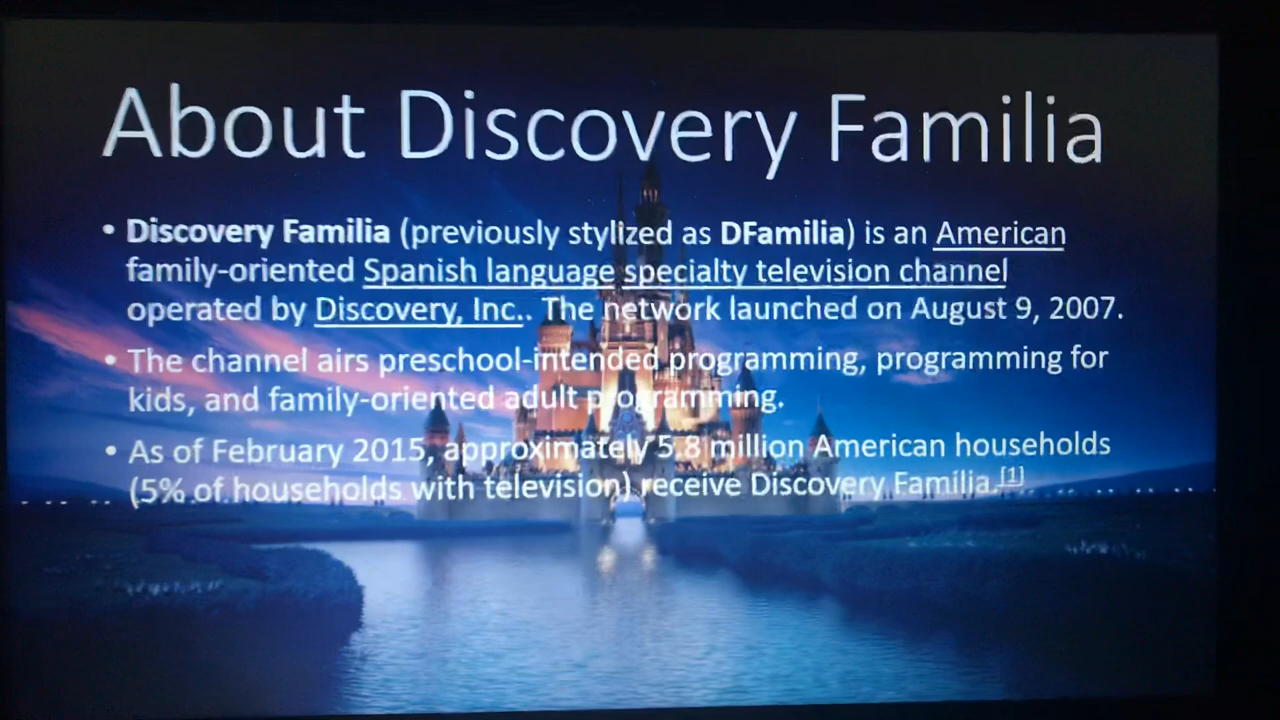 About Discovery Familia
• Discovery Familia (previously stylized as DFamilia) is an American
family-oriented Spanish language specialty television channel
operated by Discovery, Inc.. The network launched on August 9, 2007.
• The channel airs preschool-intended programming, programming for
kids, and family-oriented adult programming.
• As of February 2015, approximately 5.8 million American households
(5% of households with television) receive Discovery Familia.[1]